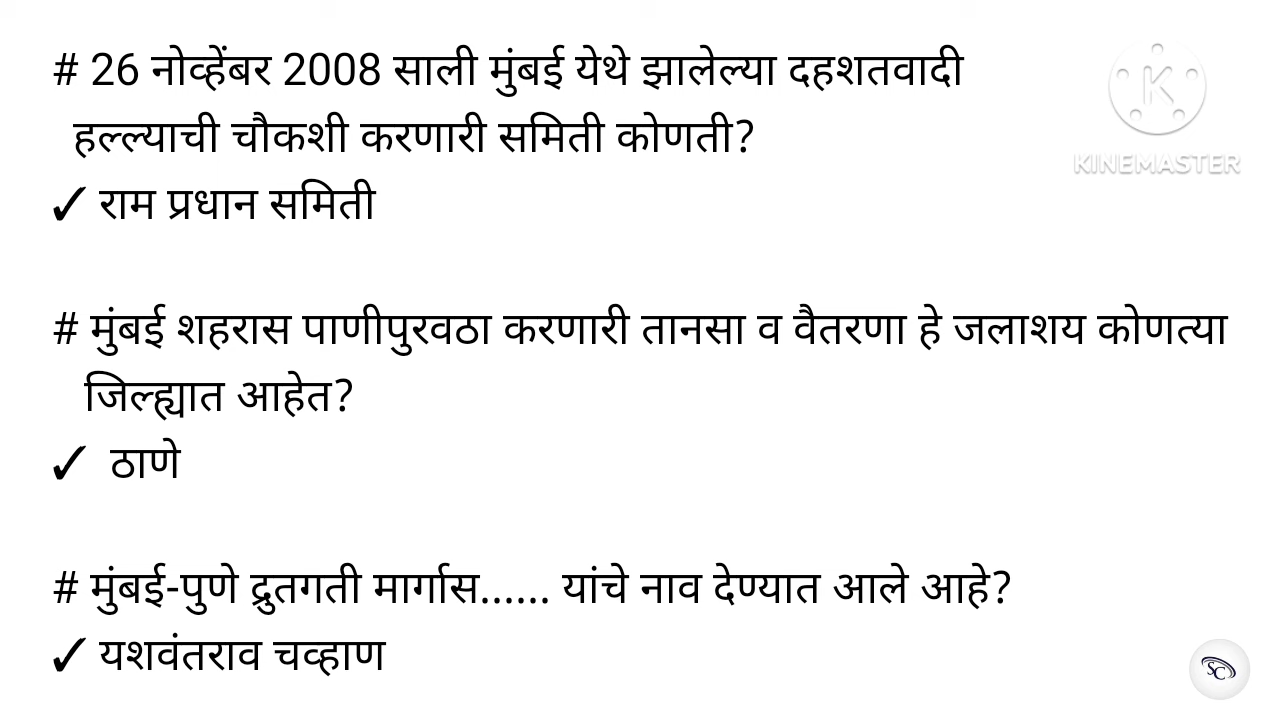 # 26 नोव्हेंबर 2008 साली मुंबई येथे झालेल्या दहशतवादी
हल्ल्याची चौकशी करणारी समिती कोणती?
✓ राम प्रधान समिती
# मुंबई शहरास पाणीपुरवठा करणारी तानसा व वैतरणा हे जलाशय कोणत्या
जिल्ह्यात आहेत?
✓ ठाणे
# मुंबई-पुणे द्रुतगती मार्गास...... यांचे नाव देण्यात आले आहे?
✓ यशवंतराव चव्हाण
K
KINEMASTER
SC